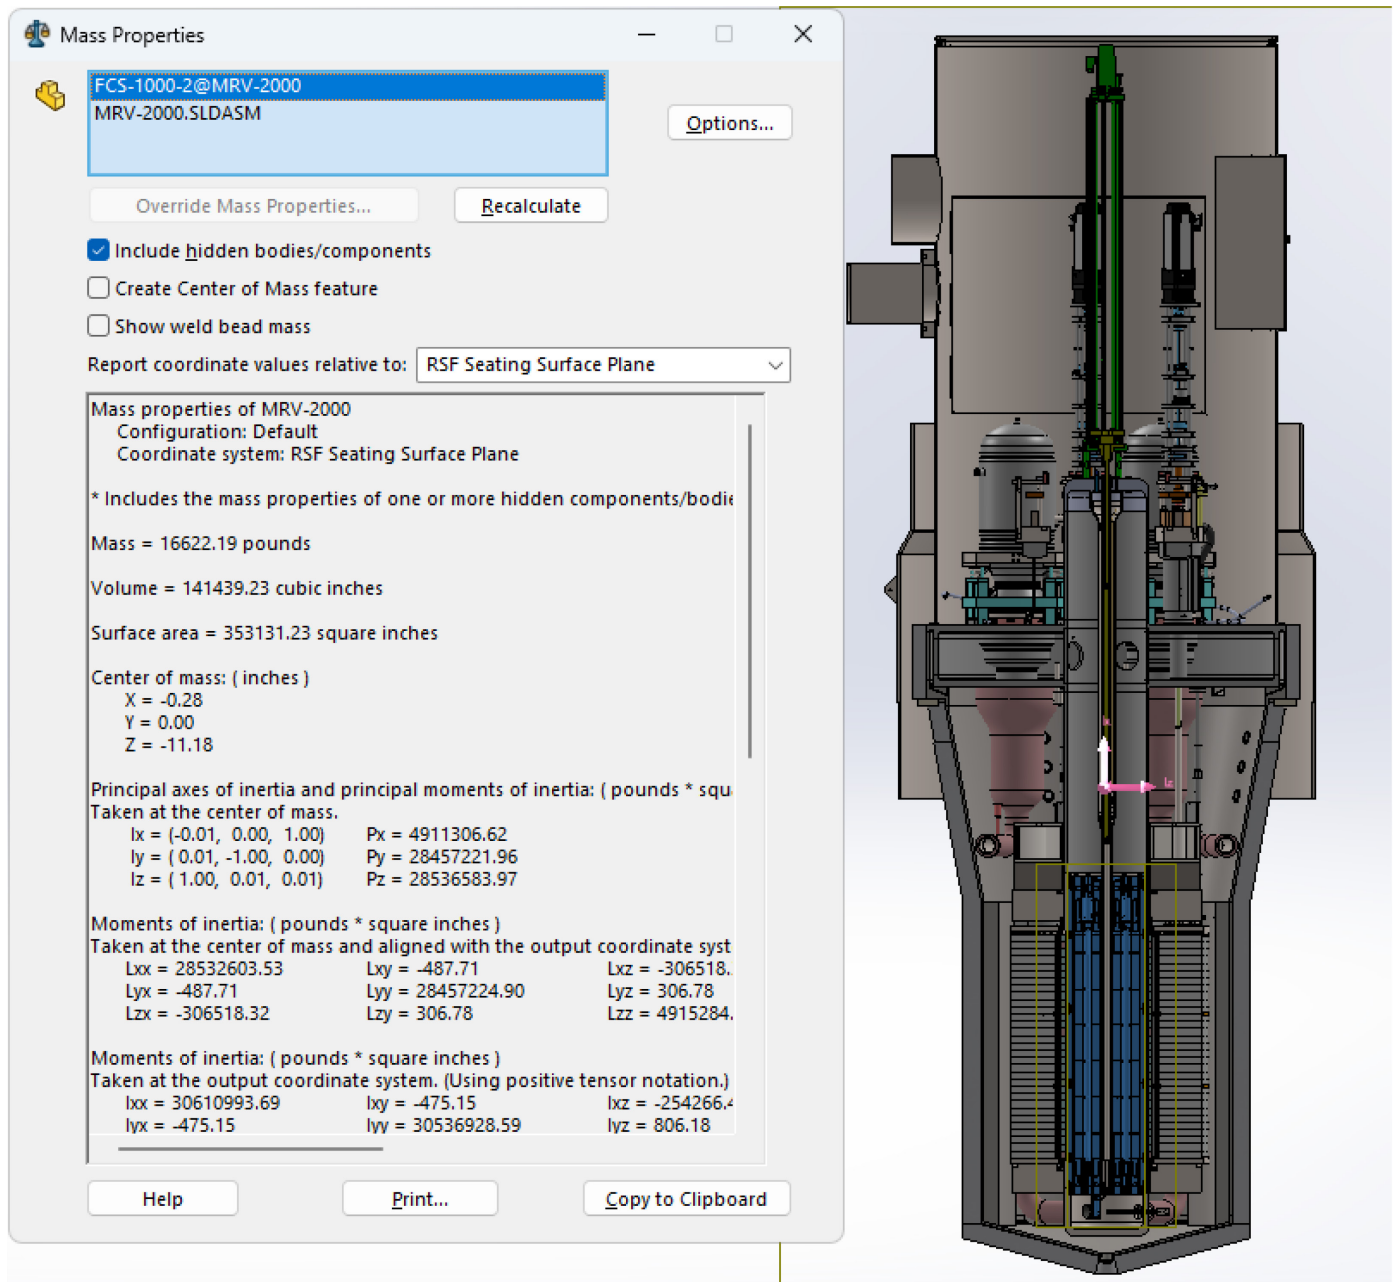 Mass Properties
FCS-1000-2@MRV-2000
MRV-2000.SLDASM
Options...
Override Mass Properties...
Recalculate
Include hidden bodies/components
Create Center of Mass feature
Show weld bead mass
Report coordinate values relative to: RSF Seating Surface Plane
Mass properties of MRV-2000
Configuration: Default
Coordinate system: RSF Seating Surface Plane
* Includes the mass properties of one or more hidden components/bodie
Mass = 16622.19 pounds
Volume = 141439.23 cubic inches
Surface area = 353131.23 square inches
Center of mass: ( inches )
X = -0.28
Y = 0.00
Z = -11.18
Principal axes of inertia and principal moments of inertia: ( pounds * squ
Taken at the center of mass.
Ix = (-0.01, 0.00, 1.00) Px = 4911306.62
Iy = ( 0.01, -1.00, 0.00) Py = 28457221.96
Iz = ( 1.00, 0.01, 0.01) Pz = 28536583.97
Moments of inertia: ( pounds * square inches )
Taken at the center of mass and aligned with the output coordinate syst
Lxx = 28532603.53 Lxy = -487.71 Lxz = -306518.
Lyx = -487.71 Lyy = 28457224.90 Lyz = 306.78
Lzx = -306518.32 Lzy = 306.78 Lzz = 4915284.
Moments of inertia: ( pounds * square inches )
Taken at the output coordinate system. (Using positive tensor notation.)
Ixx = 30610993.69 Ixy = -475.15 Ixz = -254266.4
Iyx = -475.15 Iyy = 30536928.59 Iyz = 806.18
Help
Print...
Copy to Clipboard